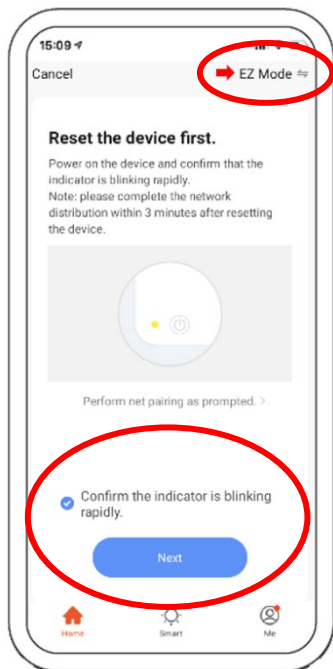 15:09
Cancel
EZ Mode
Reset the device first.
Power on the device and confirm that the
indicator is blinking rapidly.
Note: please complete the network
distribution within 3 minutes after resetting
the device.
Perform net pairing as prompted. >
Confirm the indicator is blinking
rapidly.
Next
Home Smart Me